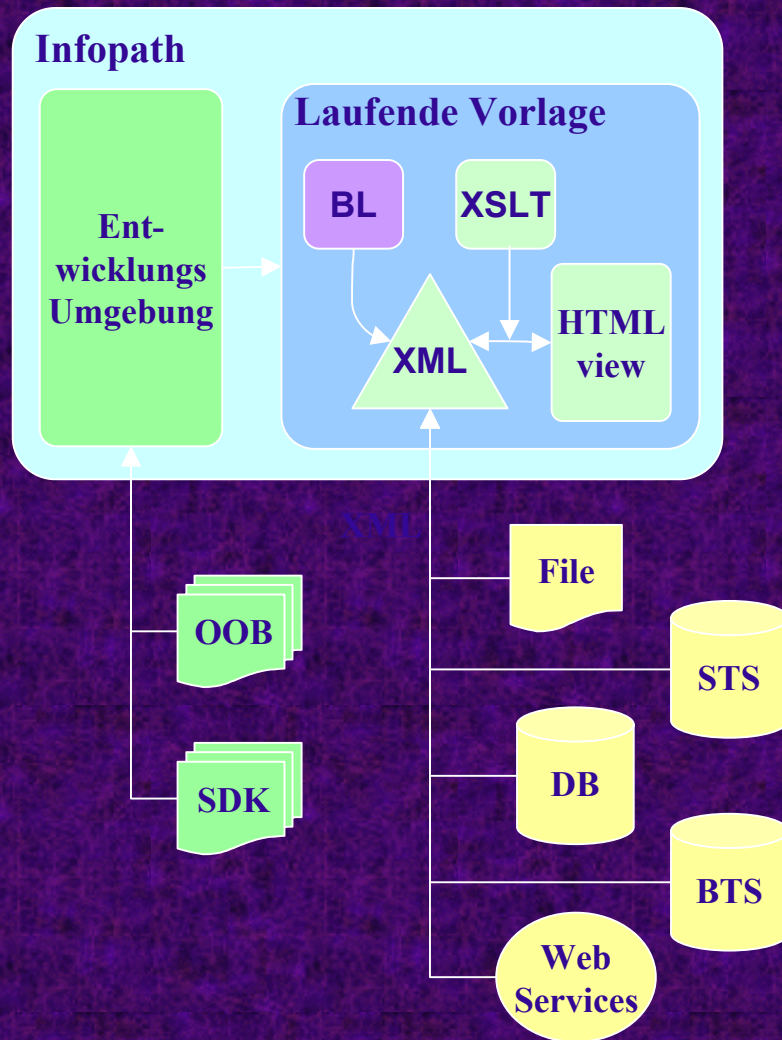 Infopath
Laufende Vorlage
BL
XSLT
Ent-
wicklungs
Umgebung
XML
HTML
view
XML
OOB
SDK
File
STS
DB
BTS
Web
Services